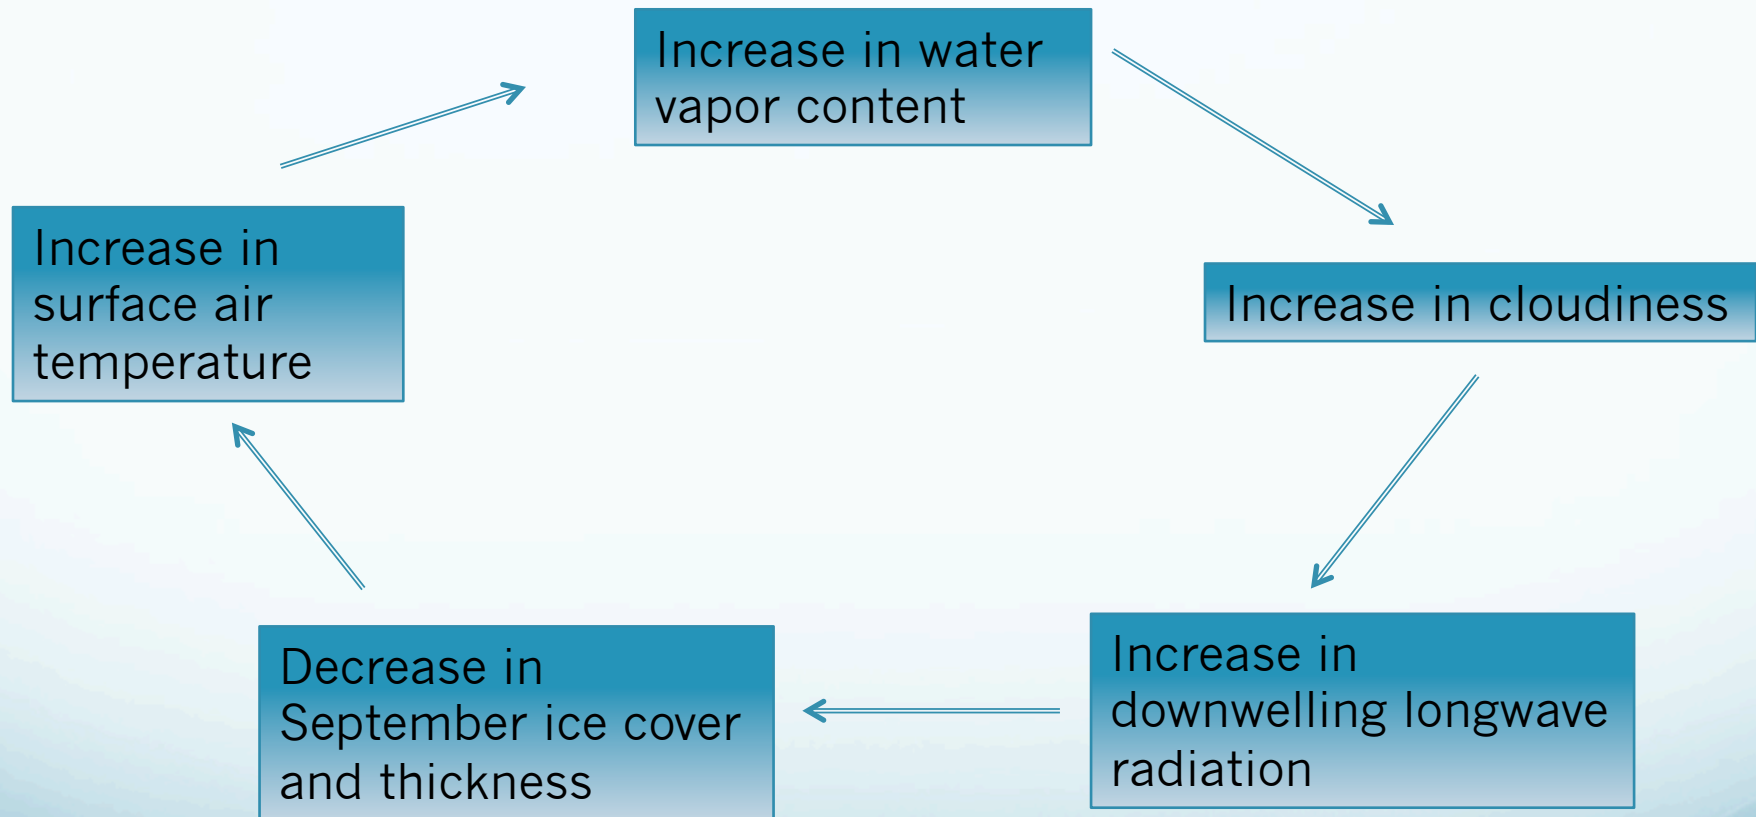 Increase in water
vapor content
Increase in
surface air
temperature
Increase in cloudiness
Decrease in
September ice cover
and thickness
Increase in
downwelling longwave
radiation